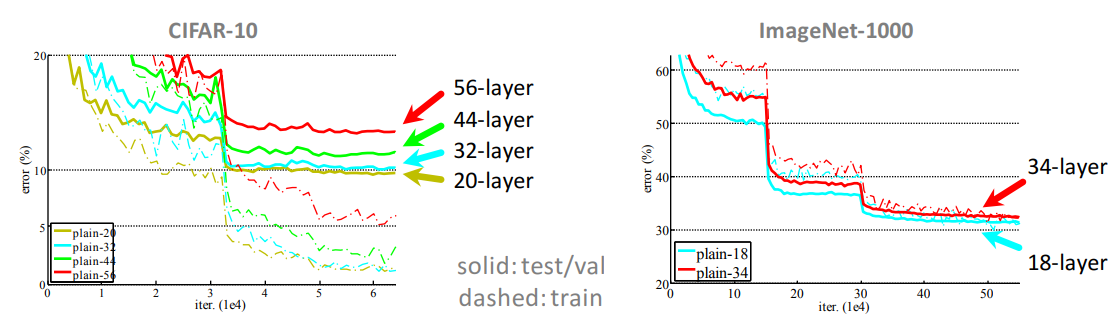 CIFAR-10
20
10
5
0
error (%)
plain-20
plain-32
plain-44
plain-56
0 1 2 3 4 5 6
iter. (1e4)
56-layer
44-layer
32-layer
20-layer
solid: test/val
dashed: train
ImageNet-1000
60
50
40
30
20
error (%)
plain-18
plain-34
0 10 20 30 40 50
iter. (1e4)
34-layer
18-layer